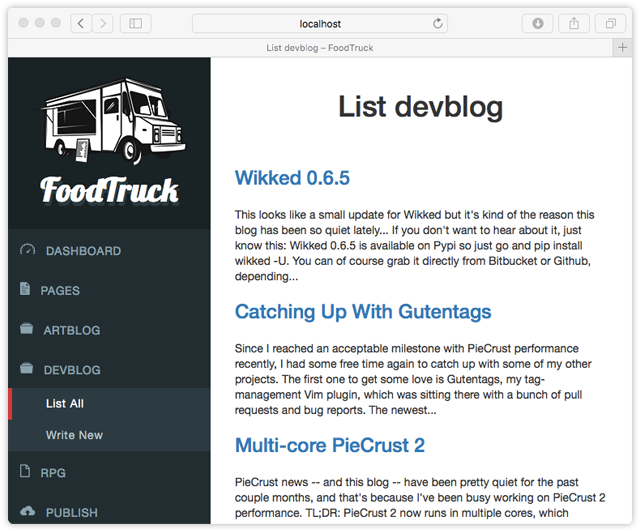 localhost
List devblog – FoodTruck
FoodTruck
DASHBOARD
PAGES
ARTBLOG
DEVBLOG
List All
Write New
RPG
PUBLISH
List devblog
Wikked 0.6.5
This looks like a small update for Wikked but it's kind of the reason this
blog has been so quiet lately... If you don't want to hear about it, just
know this: Wikked 0.6.5 is available on Pypi so just go and pip install
wikked -U. You can of course grab it directly from Bitbucket or Github,
depending...
Catching Up With Gutentags
Since I reached an acceptable milestone with PieCrust performance
recently, I had some free time again to catch up with some of my other
projects. The first one to get some love is Gutentags, my tag-
management Vim plugin, which was sitting there with a bunch of pull
requests and bug reports. The newest...
Multi-core PieCrust 2
PieCrust news -- and this blog -- have been pretty quiet for the past
couple months, and that's because I've been busy working on PieCrust 2
performance. TL;DR: PieCrust 2 now runs in multiple cores, which